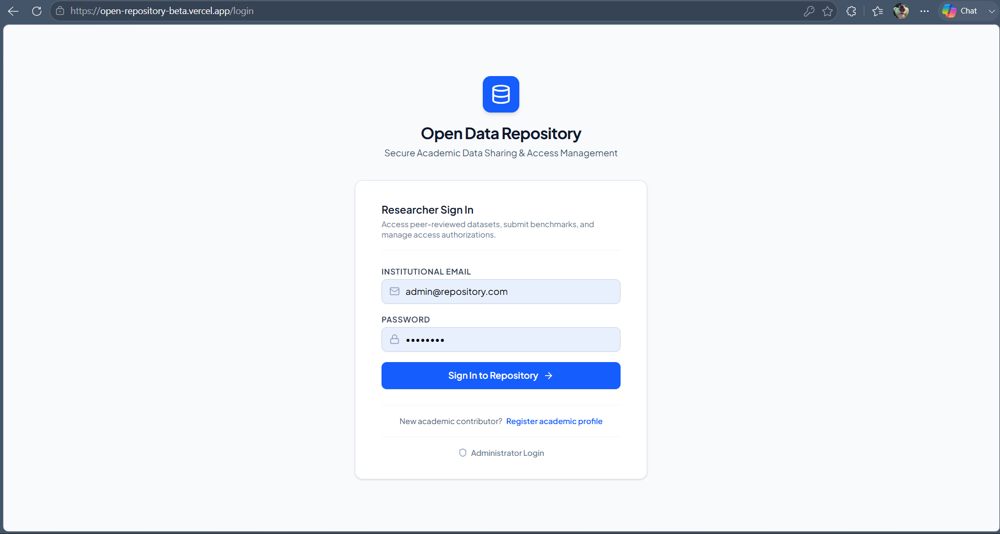 https://open-repository-beta.vercel.app/login
Chat
Open Data Repository
Secure Academic Data Sharing & Access Management
Researcher Sign In
Access peer-reviewed datasets, submit benchmarks, and
manage access authorizations.
INSTITUTIONAL EMAIL
admin@repository.com
PASSWORD
••••••••
Sign In to Repository →
New academic contributor? Register academic profile
Administrator Login